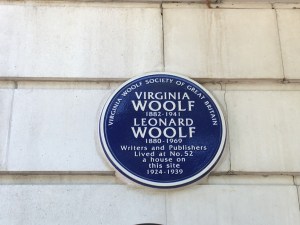 VIRGINIA WOOLF SOCIETY OF GREAT BRITAIN
VIRGINIA
WOOLF
1882-1941
LEONARD
WOOLF
1880-1969
Writers and Publishers
Lived at No. 52
a house on
this site
1924-1939